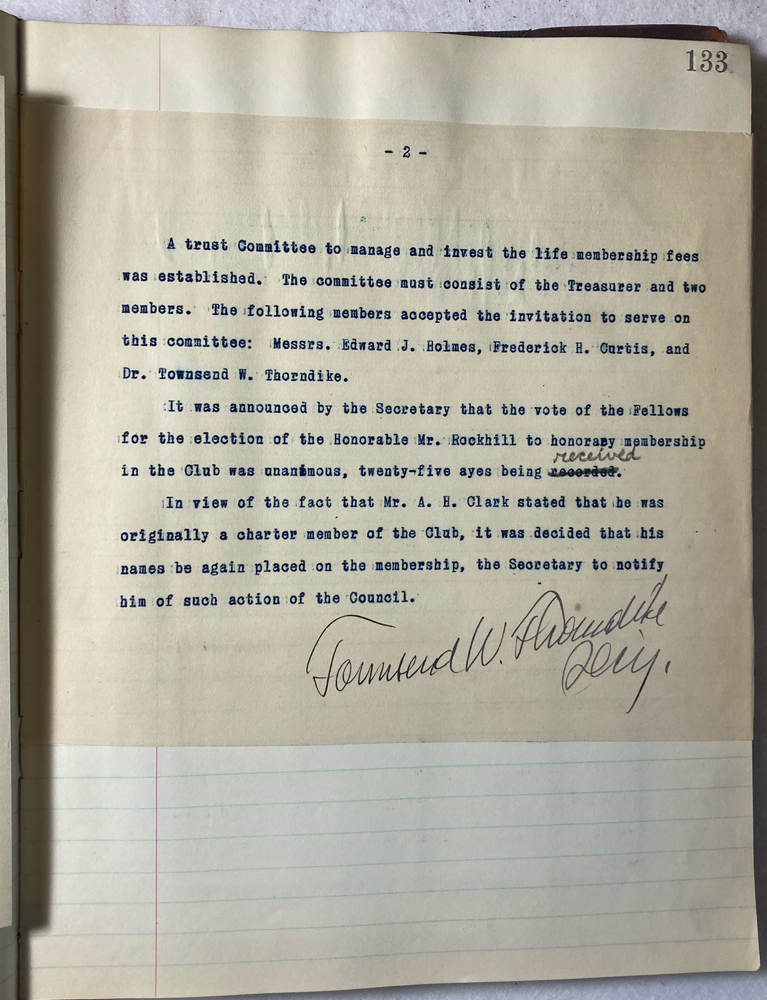 133
- 2 -
A trust Committee to manage and invest the life membership fees
was established. The committee must consist of the Treasurer and two
members. The following members accepted the invitation to serve on
this committee: Messrs. Edward J. Holmes, Frederick H. Curtis, and
Dr. Townsend W. Thorndike.
It was announced by the Secretary that the vote of the Fellows
for the election of the Honorable Mr. Rockhill to honorary membership
received
in the Club was unanimous, twenty-five ayes being recorded.
In view of the fact that Mr. A. H. Clark stated that he was
originally a charter member of the Club, it was decided that his
names be again placed on the membership, the Secretary to notify
him of such action of the Council.
Townsend W. Thorndike
Secy.